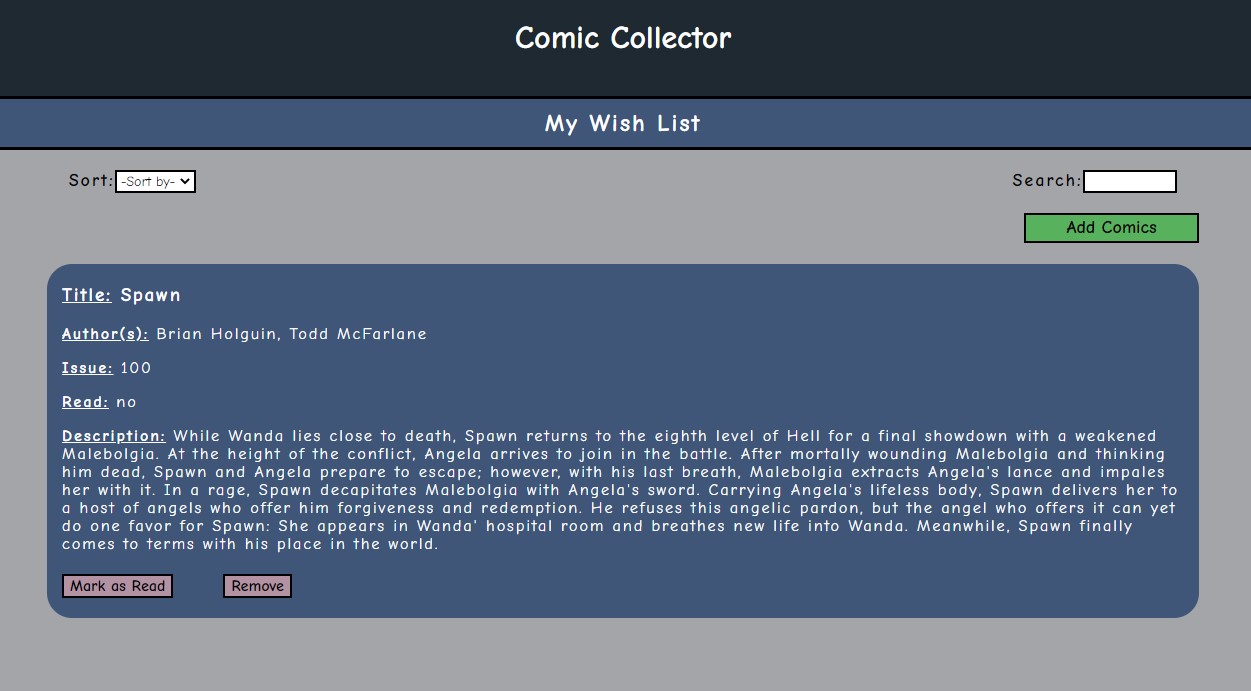 Comic Collector
My Wish List
Sort: -Sort by-
Search:
Add Comics
Title: Spawn
Author(s): Brian Holguin, Todd McFarlane
Issue: 100
Read: no
Description: While Wanda lies close to death, Spawn returns to the eighth level of Hell for a final showdown with a weakened
Malebolgia. At the height of the conflict, Angela arrives to join in the battle. After mortally wounding Malebolgia and thinking
him dead, Spawn and Angela prepare to escape; however, with his last breath, Malebolgia extracts Angela's lance and impales
her with it. In a rage, Spawn decapitates Malebolgia with Angela's sword. Carrying Angela's lifeless body, Spawn delivers her to
a host of angels who offer him forgiveness and redemption. He refuses this angelic pardon, but the angel who offers it can yet
do one favor for Spawn: She appears in Wanda' hospital room and breathes new life into Wanda. Meanwhile, Spawn finally
comes to terms with his place in the world.
Mark as Read Remove